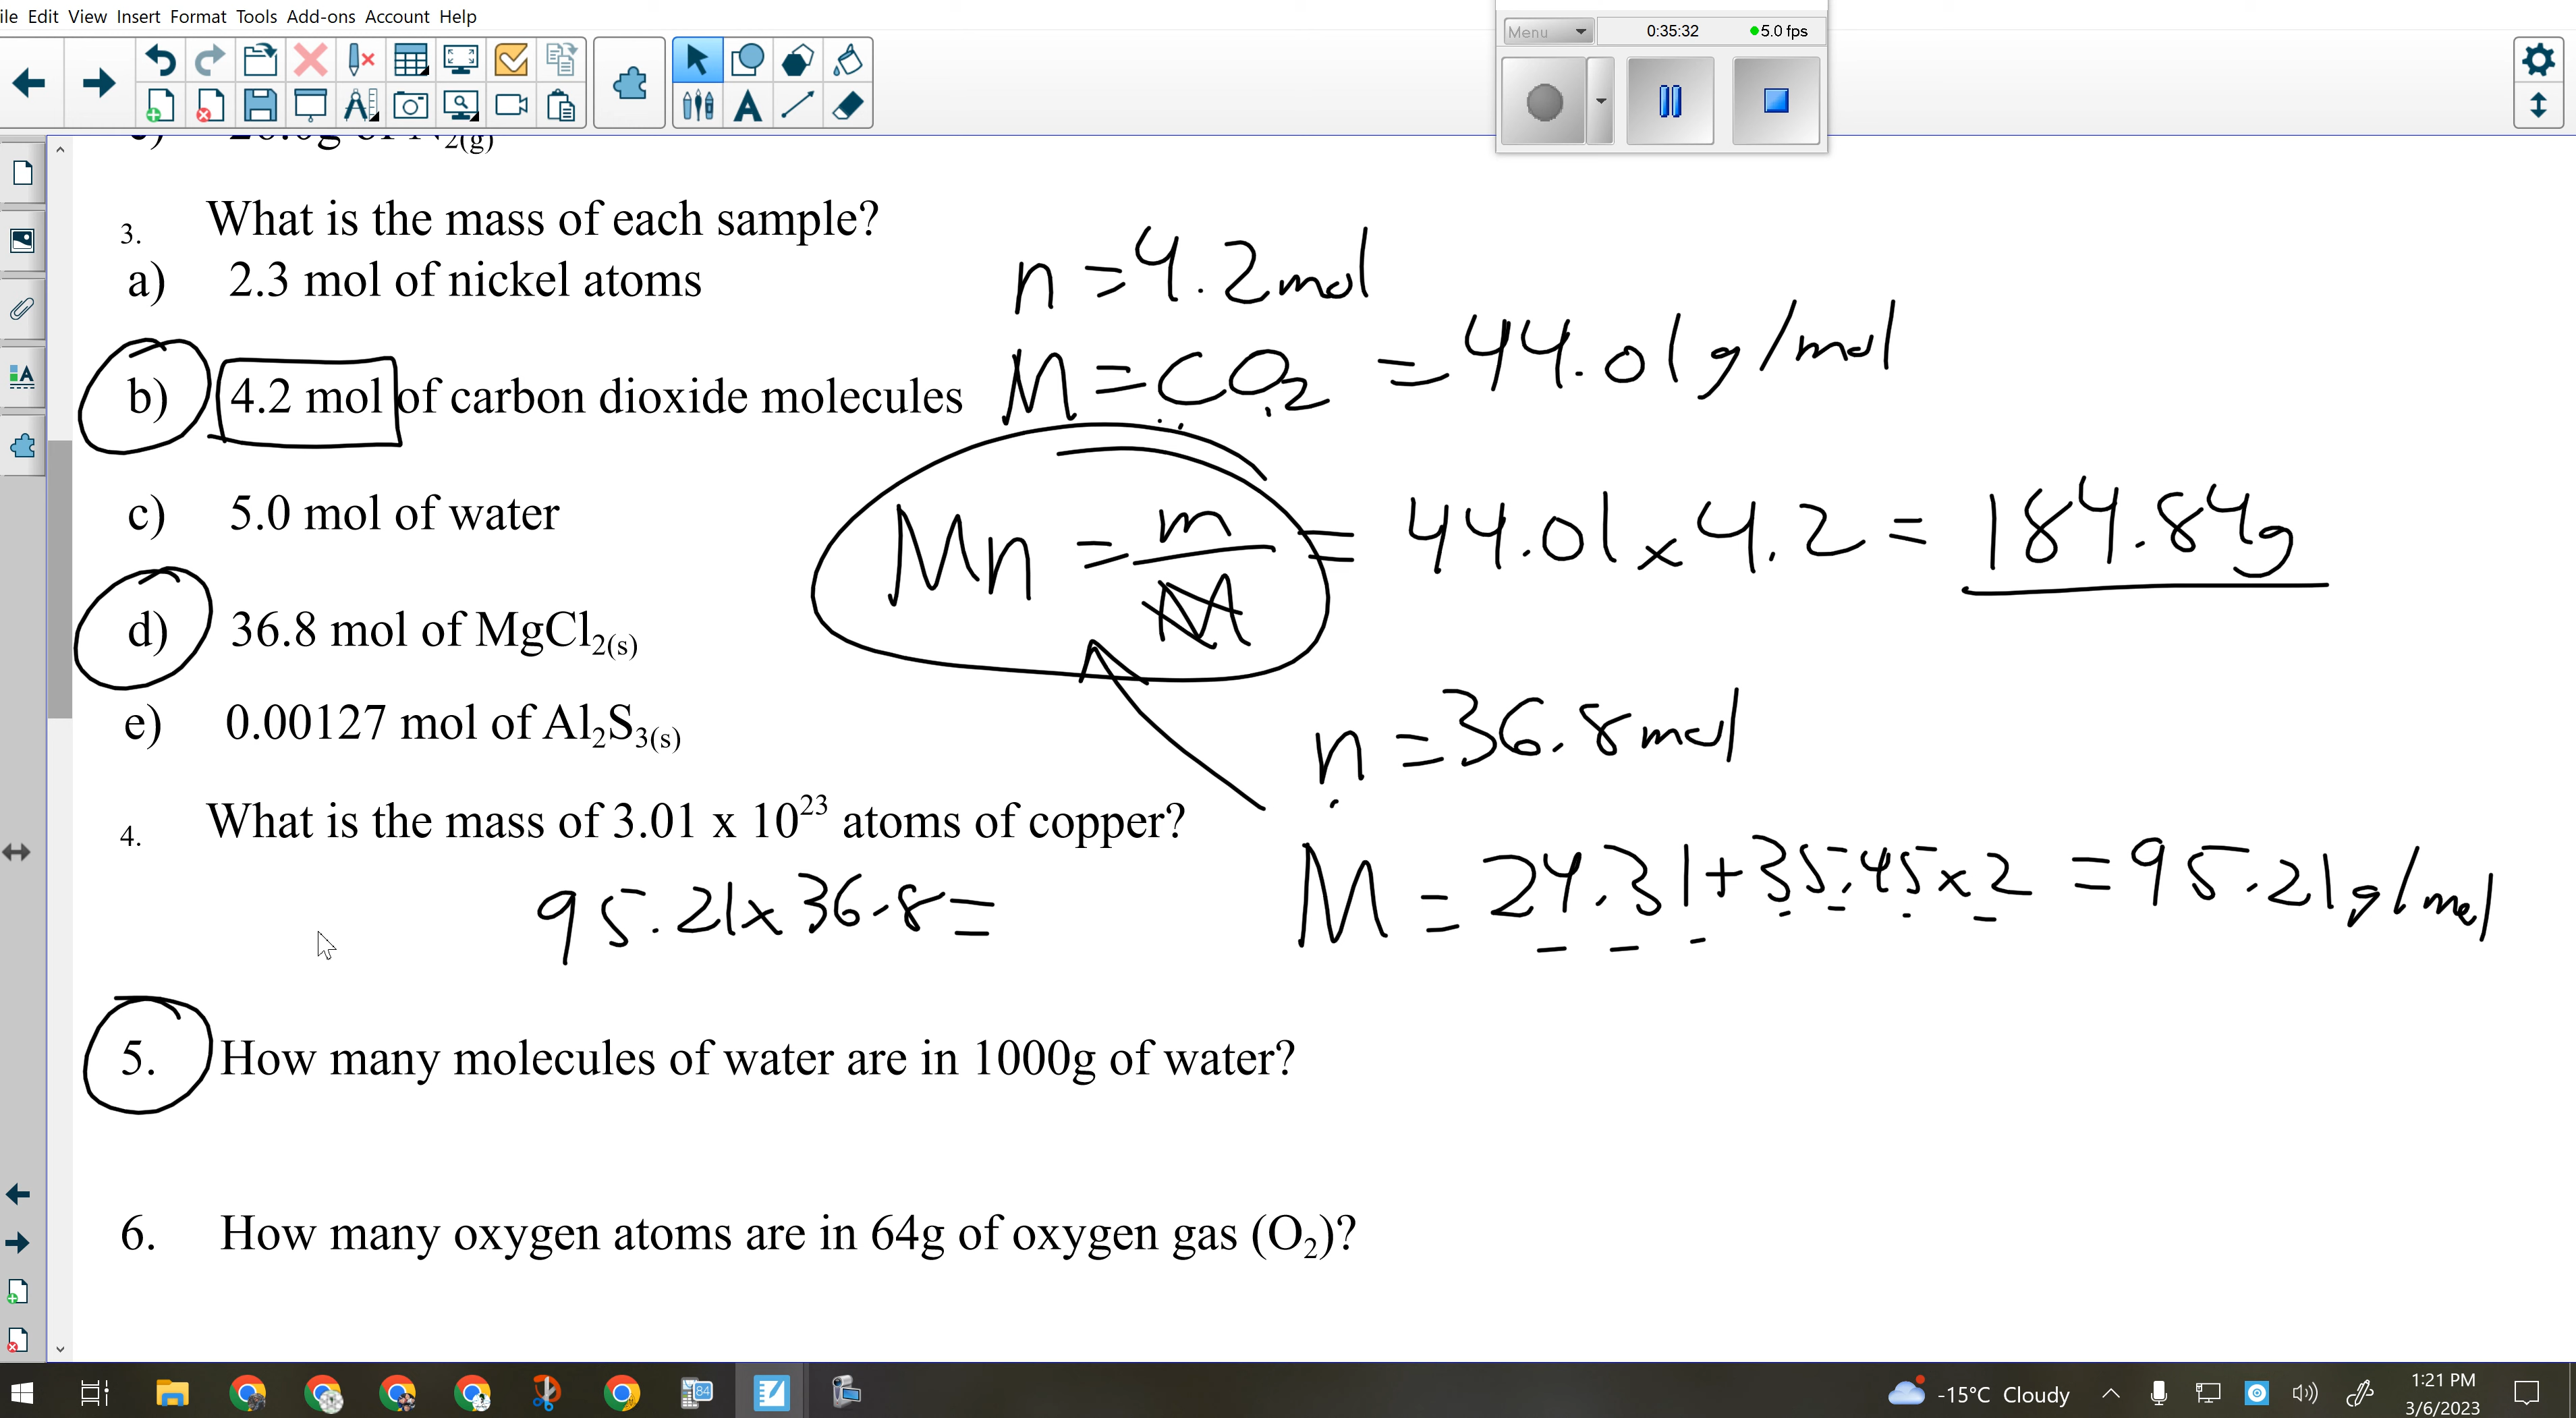 ile Edit View Insert Format Tools Add-ons Account Help
Menu 0:35:32 5.0 fps
2(g)
3. What is the mass of each sample?
a) 2.3 mol of nickel atoms
n = 4.2 mol
b) 4.2 mol of carbon dioxide molecules
M = CO2 = 44.01 g/mol
c) 5.0 mol of water
Mn = m/M = 44.01 x 4.2 = 184.84g
d) 36.8 mol of MgCl2(s)
e) 0.00127 mol of Al2S3(s)
n = 36.8 mol
4. What is the mass of 3.01 x 10^23 atoms of copper?
M = 24.31 + 35.45 x 2 = 95.21 g/mol
95.21 x 36.8 =
5. How many molecules of water are in 1000g of water?
6. How many oxygen atoms are in 64g of oxygen gas (O2)?
84
-15°C Cloudy
1:21 PM
3/6/2023